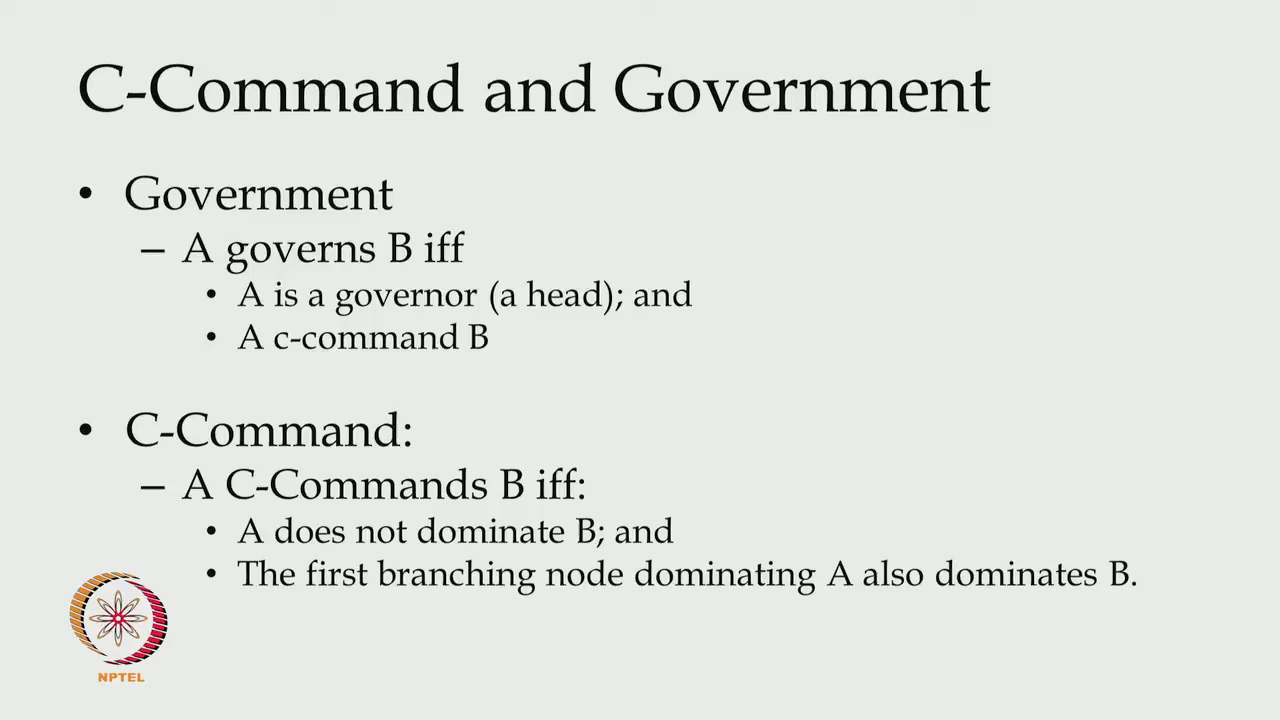 C-Command and Government
• Government
– A governs B iff
• A is a governor (a head); and
• A c-command B
• C-Command:
– A C-Commands B iff:
• A does not dominate B; and
• The first branching node dominating A also dominates B.
NPTEL